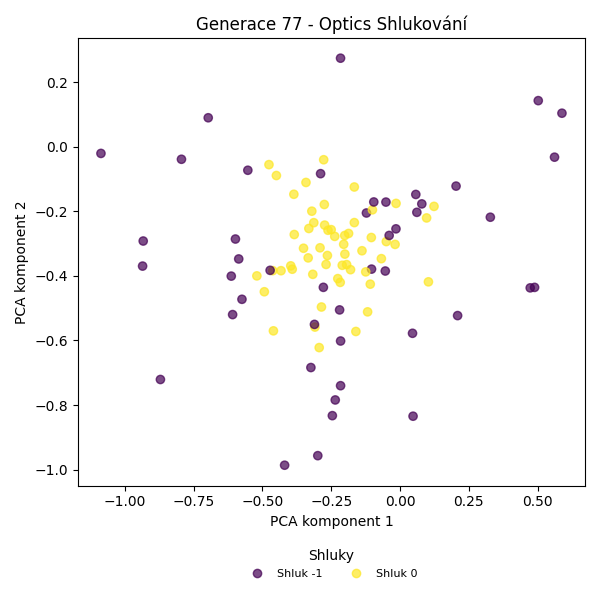 Generace 77 - Optics Shlukování
PCA komponent 2
0.2
0.0
−0.2
−0.4
−0.6
−0.8
−1.0
−1.00
−0.75
−0.50
−0.25
0.00
0.25
0.50
PCA komponent 1
Shluky
Shluk -1
Shluk 0